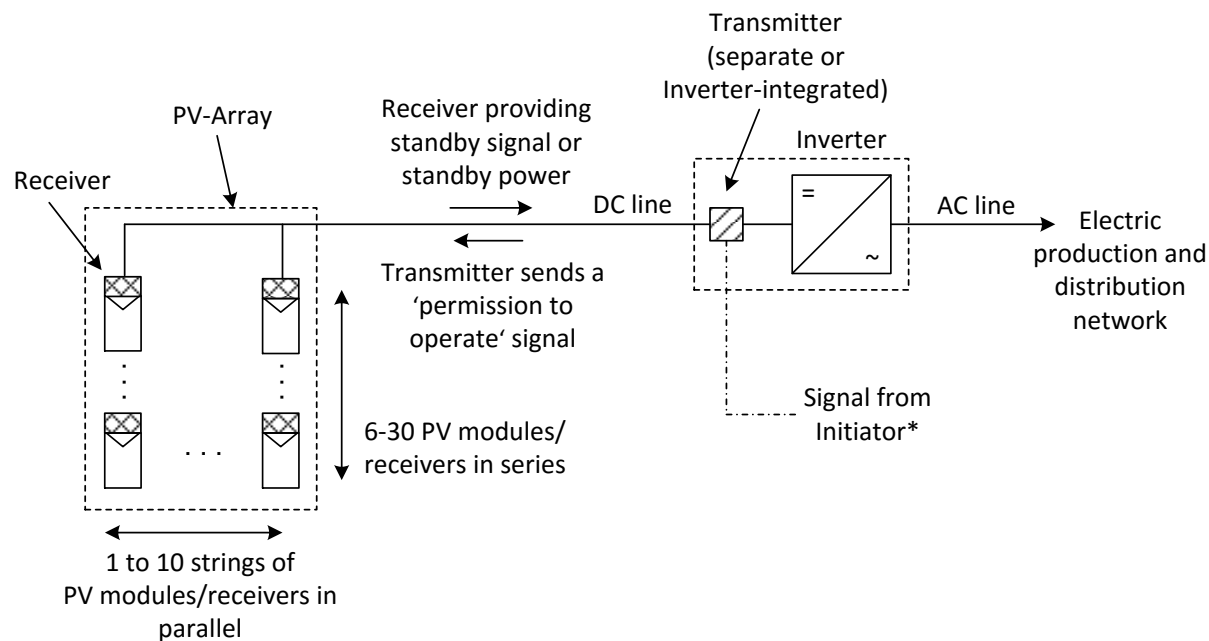 Transmitter
(separate or
Inverter-integrated)
PV-Array
Receiver providing
standby signal or
standby power
Inverter
Receiver
DC line
=
~
AC line
Electric
production and
distribution
network
Transmitter sends a
‘permission to
operate‘ signal
Signal from
Initiator*
6-30 PV modules/
receivers in series
. . .
1 to 10 strings of
PV modules/receivers in
parallel